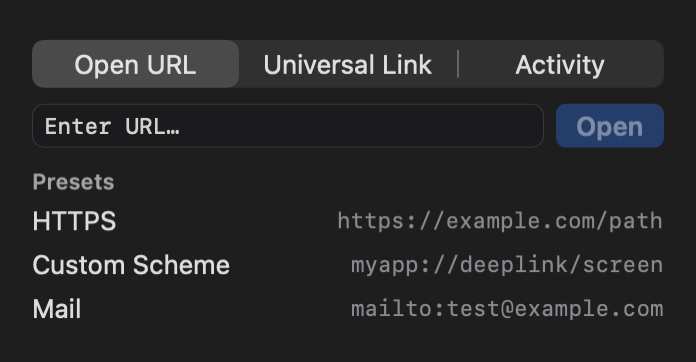 Open URL Universal Link Activity
Enter URL… Open
Presets
HTTPS https://example.com/path
Custom Scheme myapp://deeplink/screen
Mail mailto:test@example.com